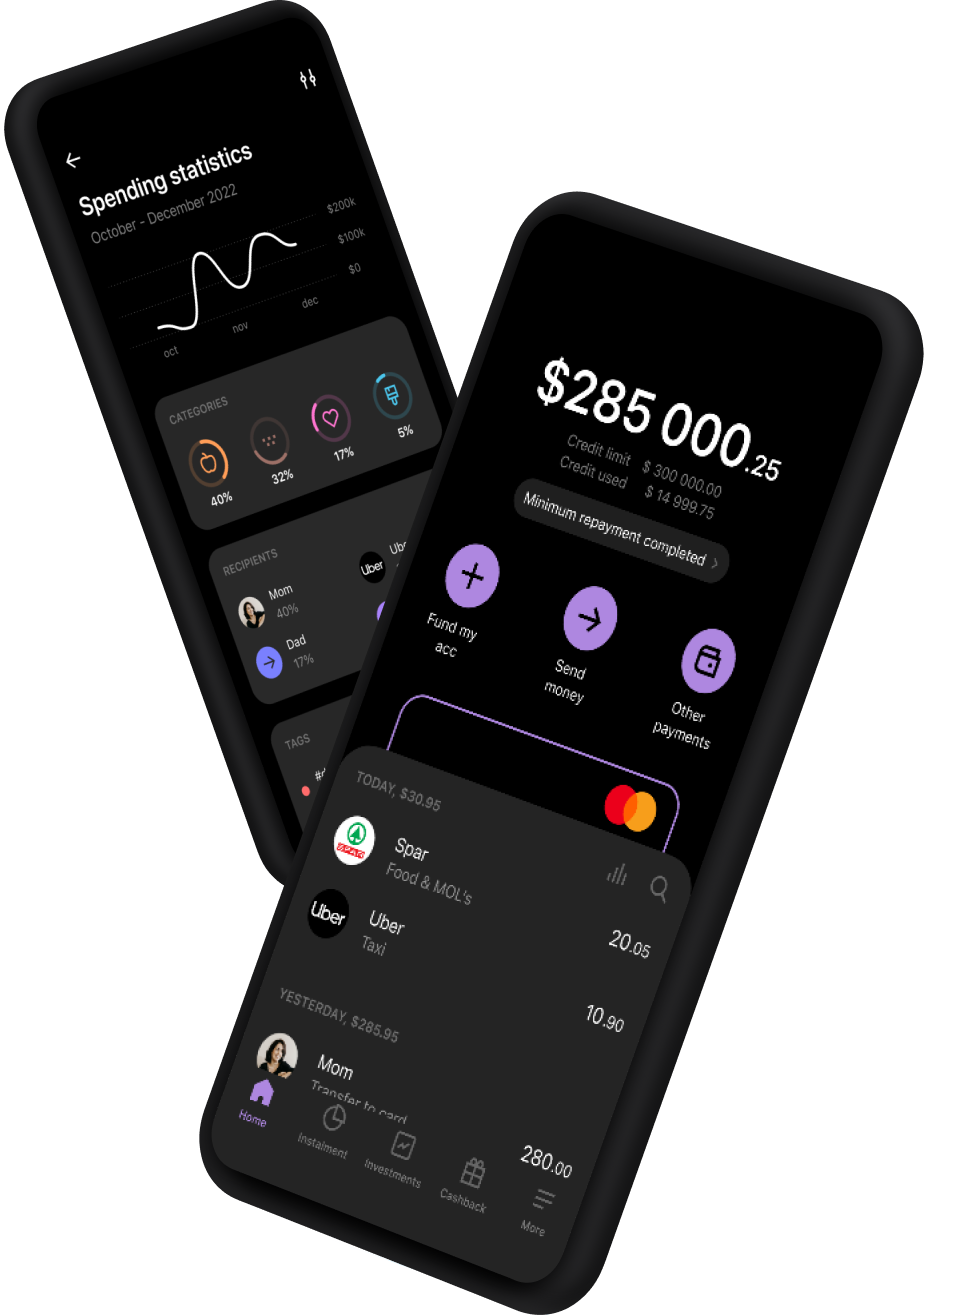 Spending statistics
October - December 2022
$200k
$100k
$0
oct
nov
dec
CATEGORIES
40%
32%
17%
5%
RECIPIENTS
Mom
40%
Uber
Dad
17%
TAGS
$285 000.25
Credit limit $ 300 000.00
Credit used $ 14 999.75
Minimum repayment completed
Fund my
acc
Send
money
Other
payments
TODAY, $30.95
SPAR
Spar
Food & MOL's
20.05
Uber
Uber
Taxi
10.90
YESTERDAY, $285.95
Mom
Transfer to card
280.00
Home
Instalment
Investments
Cashback
More